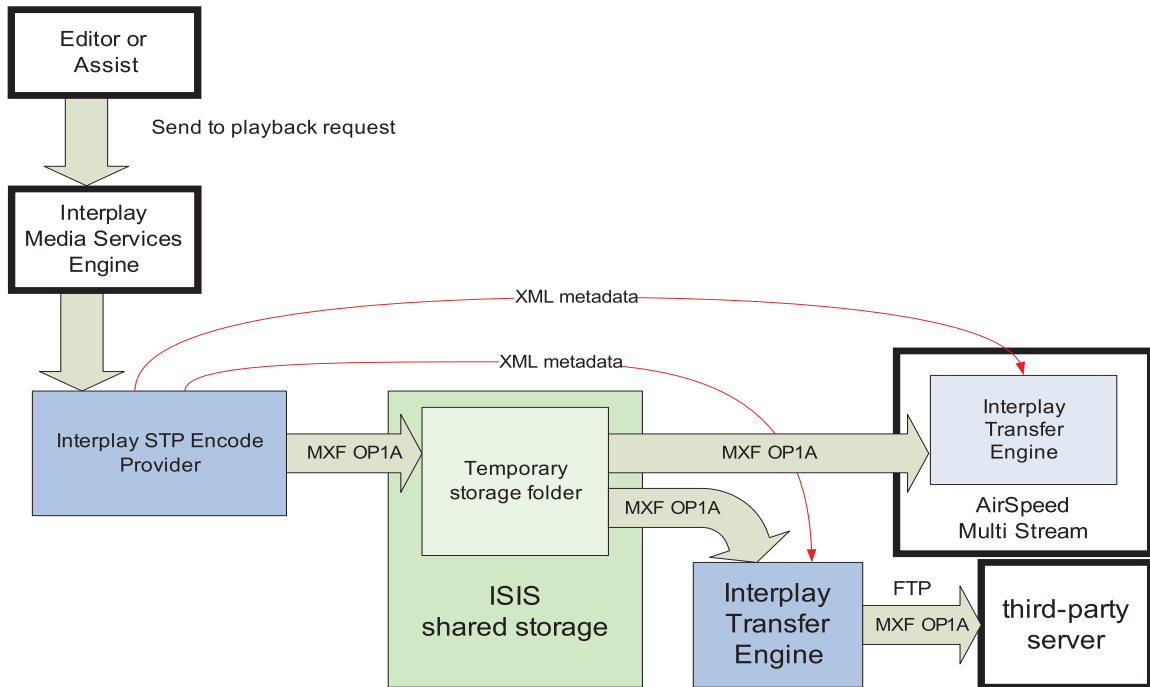 Editor or
Assist
Send to playback request
Interplay
Media Services
Engine
XML metadata
XML metadata
Interplay STP Encode
Provider
MXF OP1A
Temporary
storage folder
MXF OP1A
MXF OP1A
ISIS
shared storage
Interplay
Transfer
Engine
AirSpeed
Multi Stream
Interplay
Transfer
Engine
FTP
MXF OP1A
third-party
server